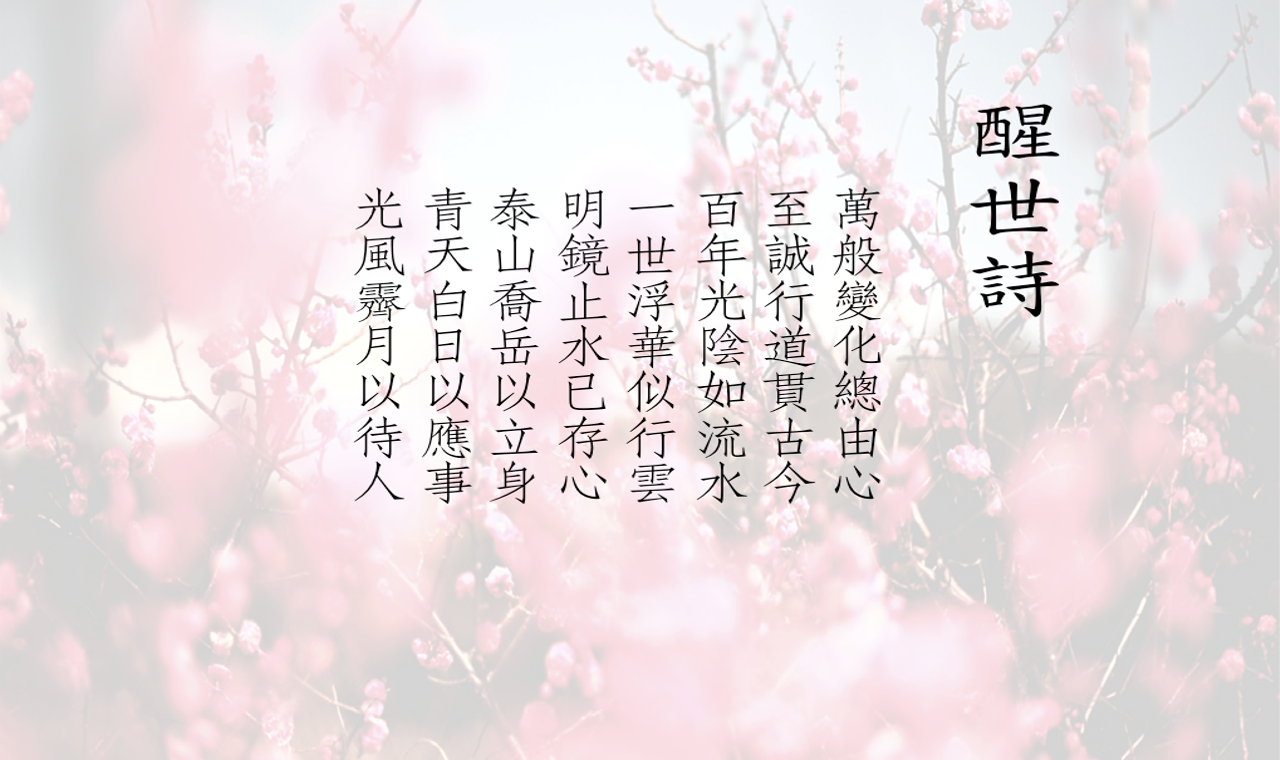 醒世詩
萬般變化總由心
至誠行道貫古今
百年光陰如流水
一世浮華似行雲
明鏡止水已存心
泰山喬岳以立身
青天白日以應事
光風霽月以待人